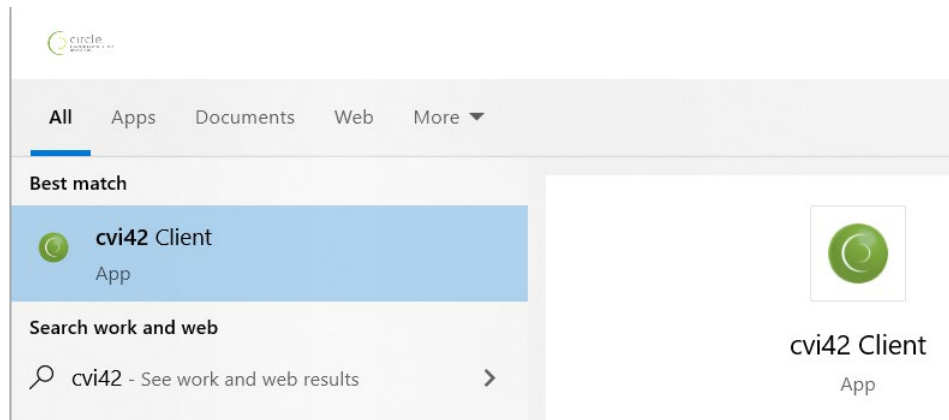 circle
All Apps Documents Web More
Best match
cvi42 Client
App
Search work and web
cvi42 - See work and web results
cvi42 Client
App